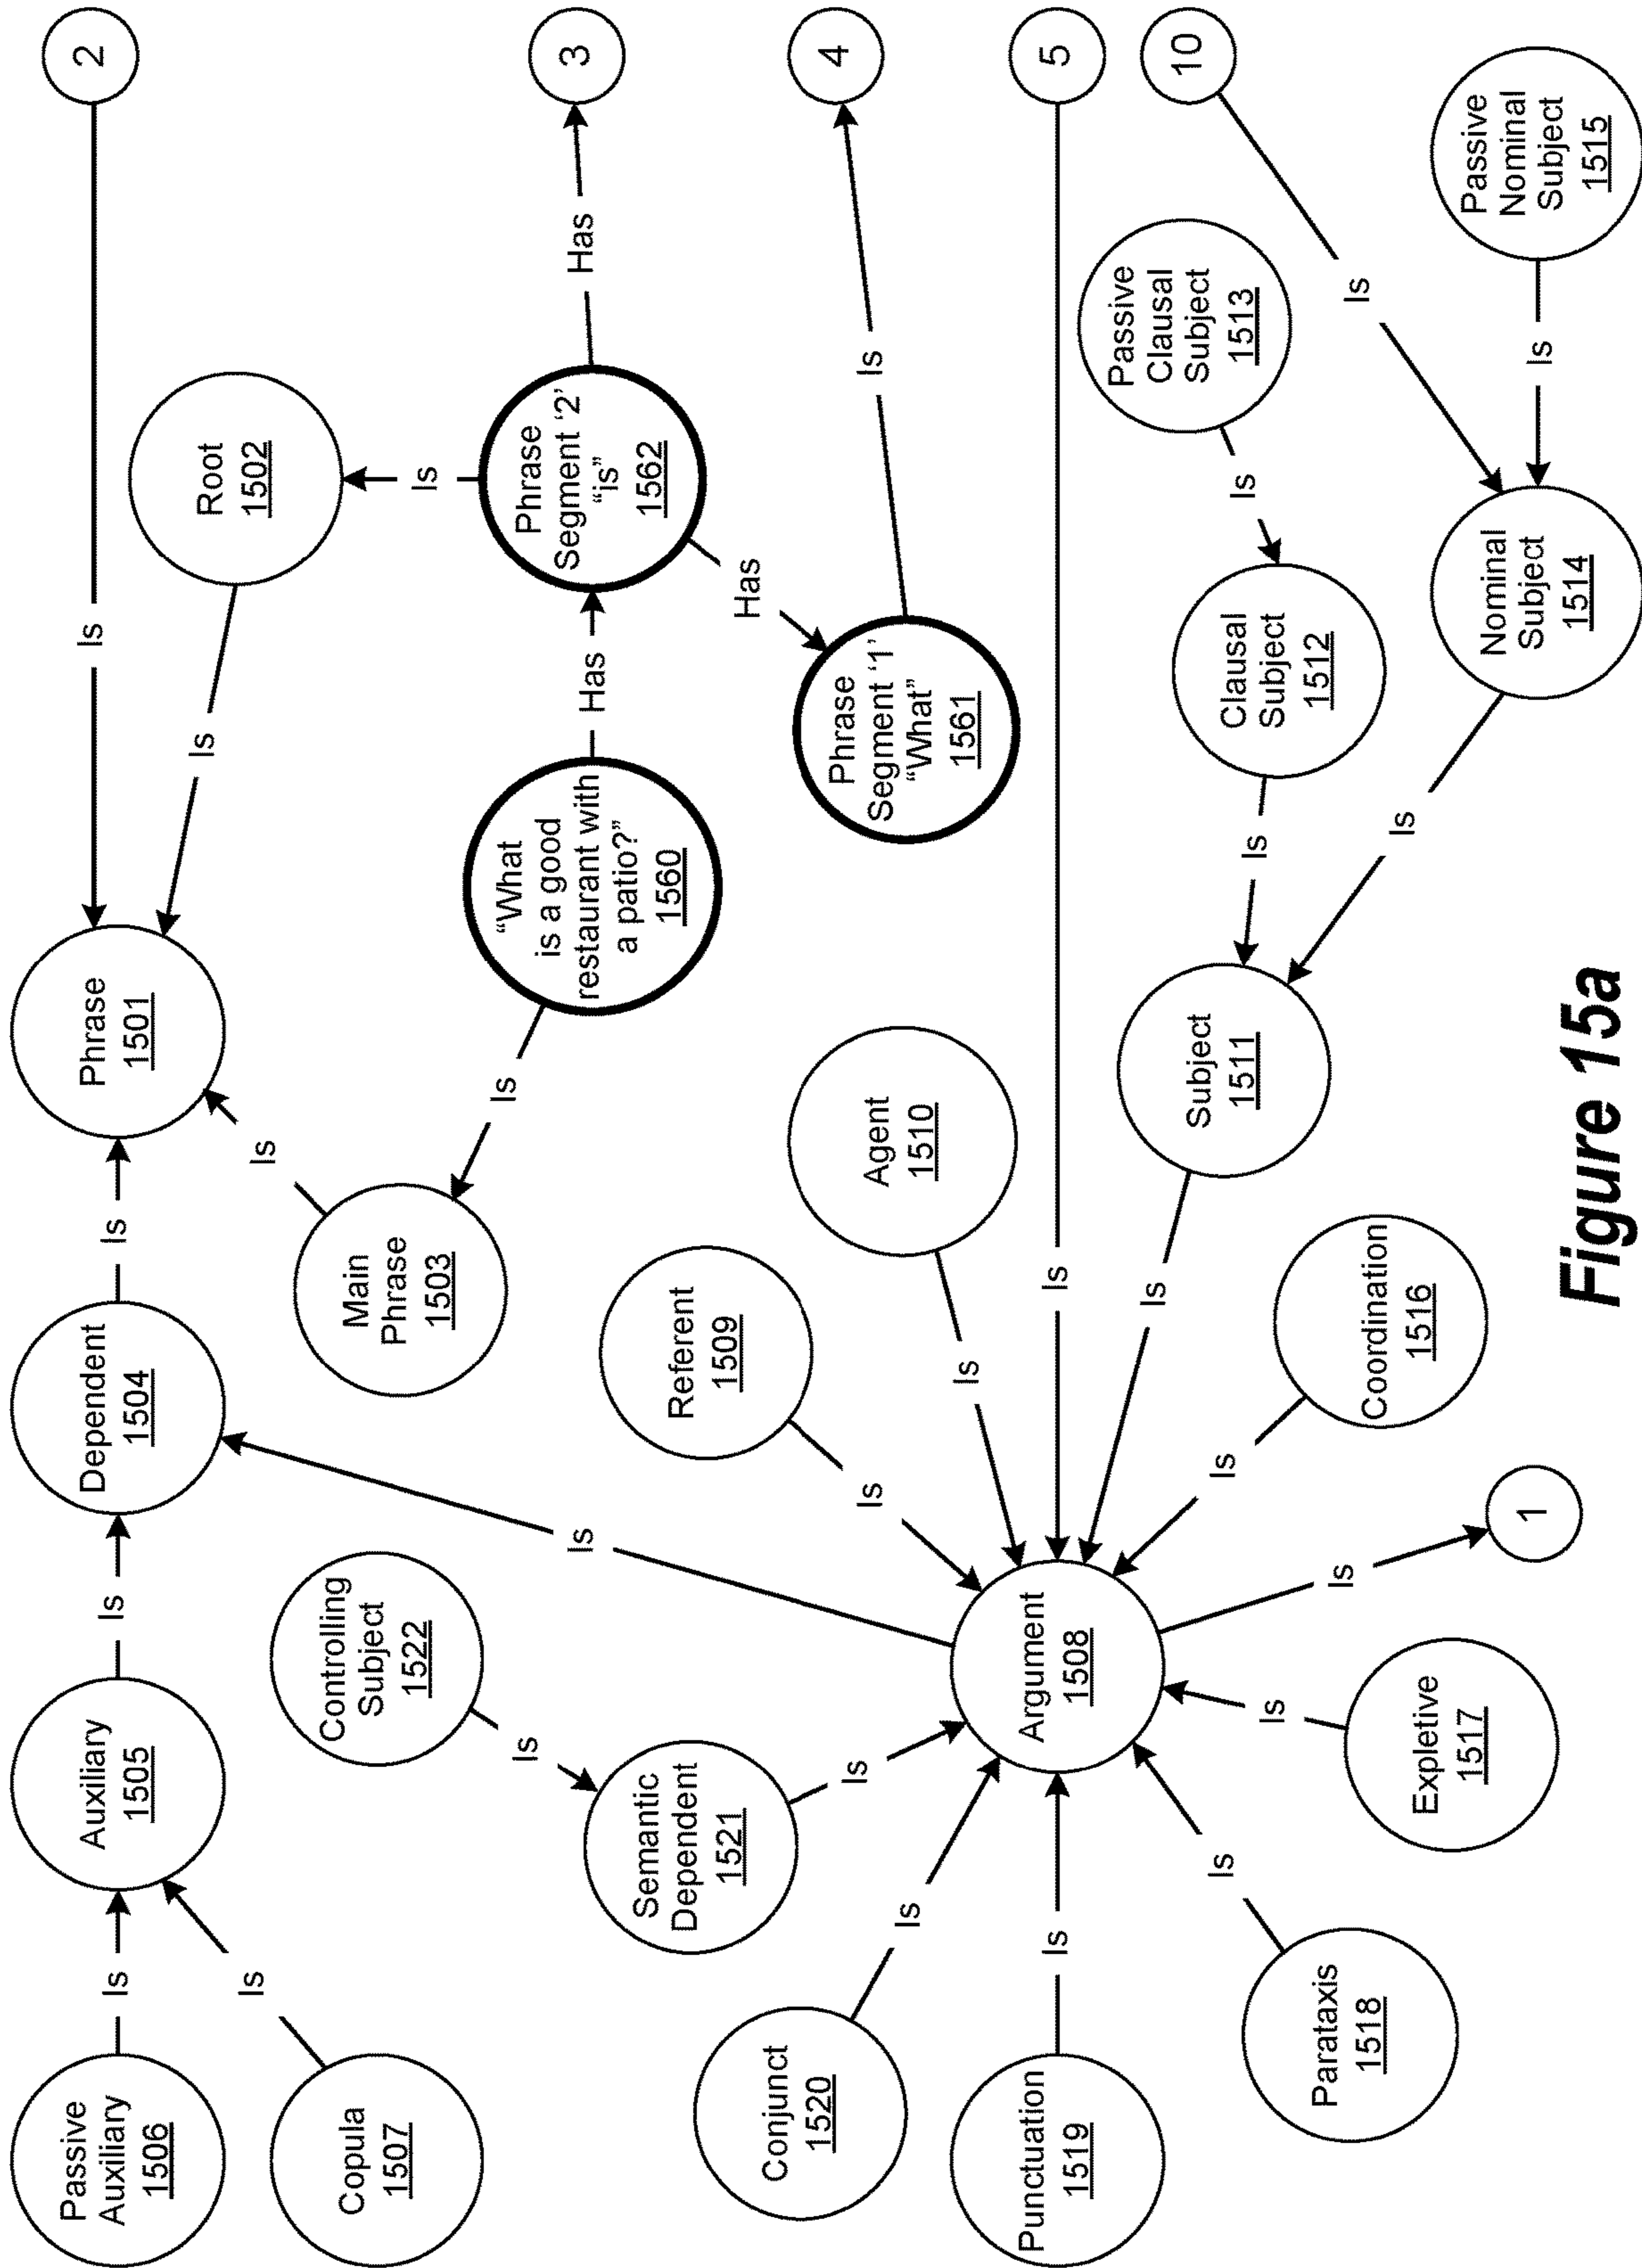 Passive
Auxiliary
1506
Is
Auxiliary
1505
Is
Dependent
1504
Is
Phrase
1501
Is
2
Copula
1507
Is
Controlling
Subject
1522
Is
Main
Phrase
1503
Is
Is
Root
1502
Is
Is
Semantic
Dependent
1521
Is
Is
Referent
1509
Is
"What
is a good
restaurant with
a patio?"
1560
Has
Phrase
Segment '2'
"is"
1562
Has
3
Has
Conjunct
1520
Is
Agent
1510
Is
Phrase
Segment '1'
"What"
1561
Is
4
Punctuation
1519
Is
Argument
1508
Is
5
Is
Subject
1511
Is
Clausal
Subject
1512
Is
Passive
Clausal
Subject
1513
10
Is
Parataxis
1518
Is
Expletive
1517
Is
Is
1
Is
Coordination
1516
Is
Nominal
Subject
1514
Is
Passive
Nominal
Subject
1515
Figure 15a